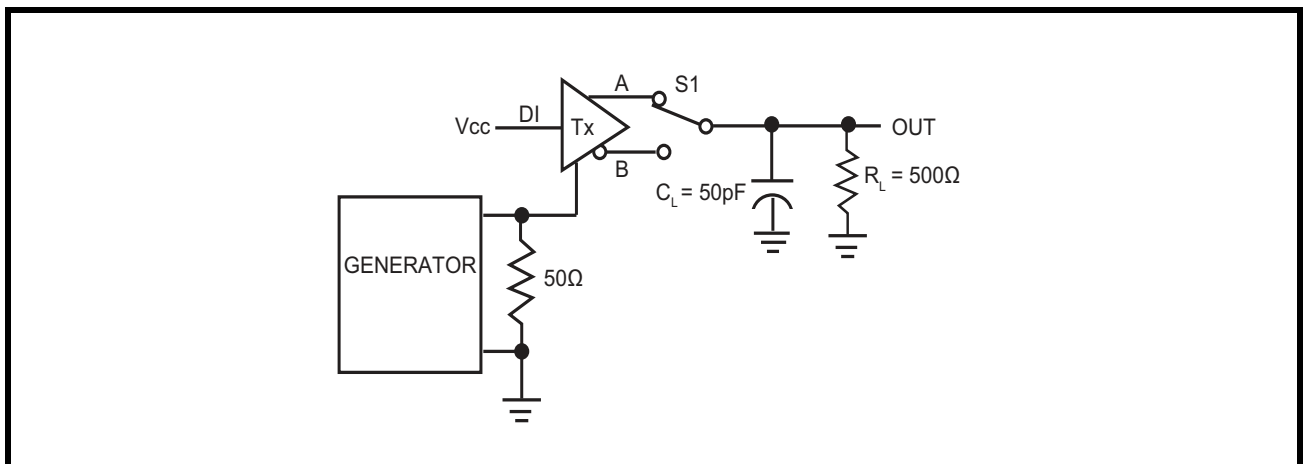 A
S1
Vcc
DI
Tx
OUT
B
C_L = 50pF
R_L = 500Ω
GENERATOR
50Ω